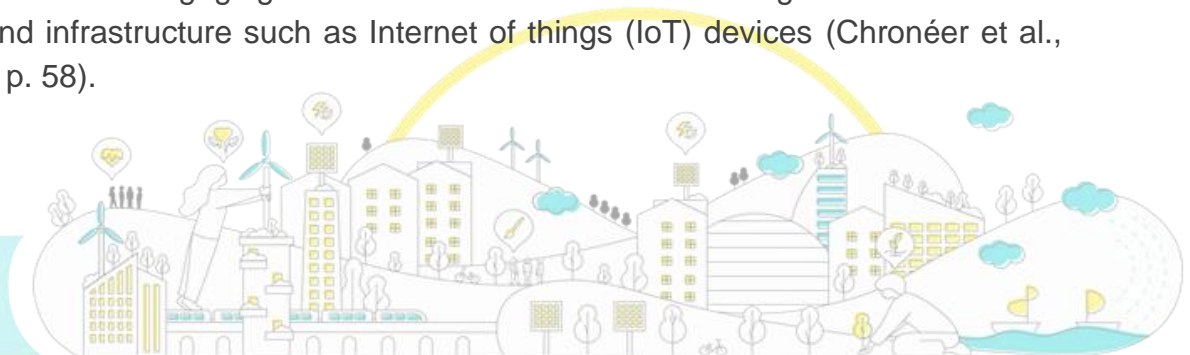 nd infrastructure such as Internet of things (IoT) devices (Chronéer et al.,
p. 58).